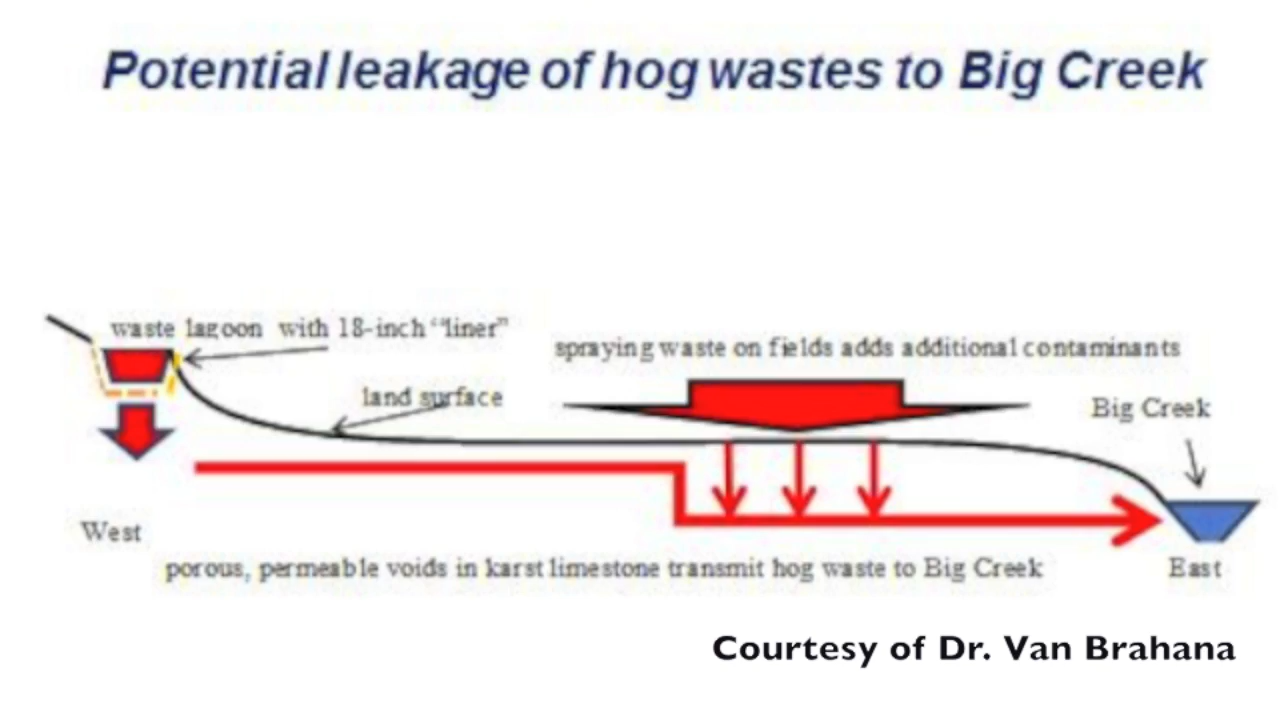 Potential leakage of hog wastes to Big Creek
waste lagoon with 18-inch "liner"
spraying waste on fields adds additional contaminants
land surface
Big Creek
West
porous, permeable voids in karst limestone transmit hog waste to Big Creek
East
Courtesy of Dr. Van Brahana